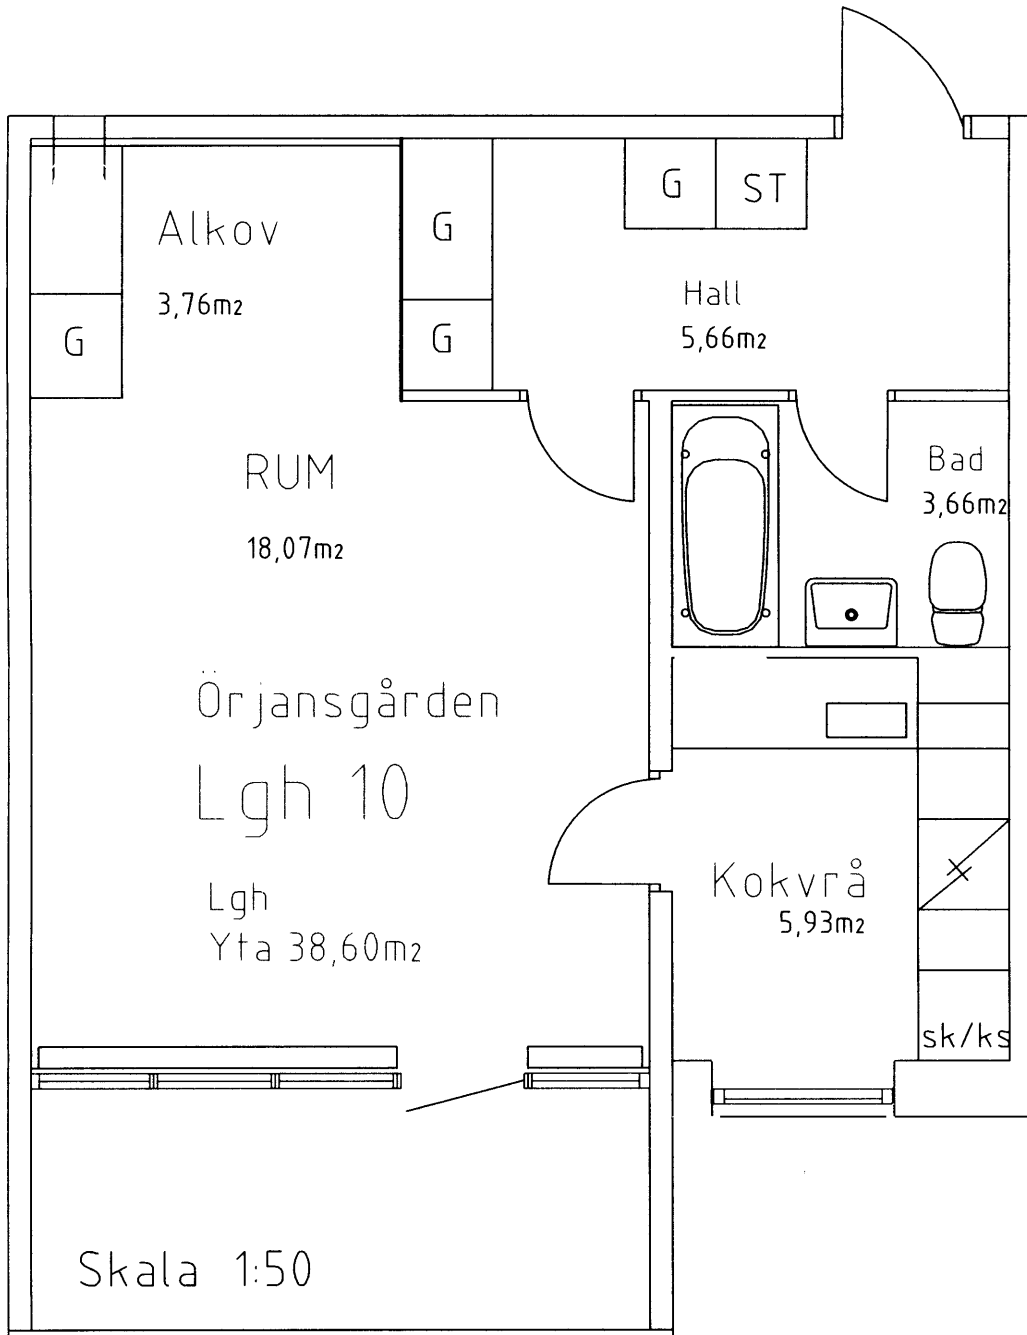 G
ST
Alkov
3,76m2
G
G
G
Hall
5,66m2
RUM
18,07m2
Bad
3,66m2
Örjansgården
Lgh 10
Lgh
Yta 38,60m2
Kokvrå
5,93m2
sk/ks
Skala 1:50